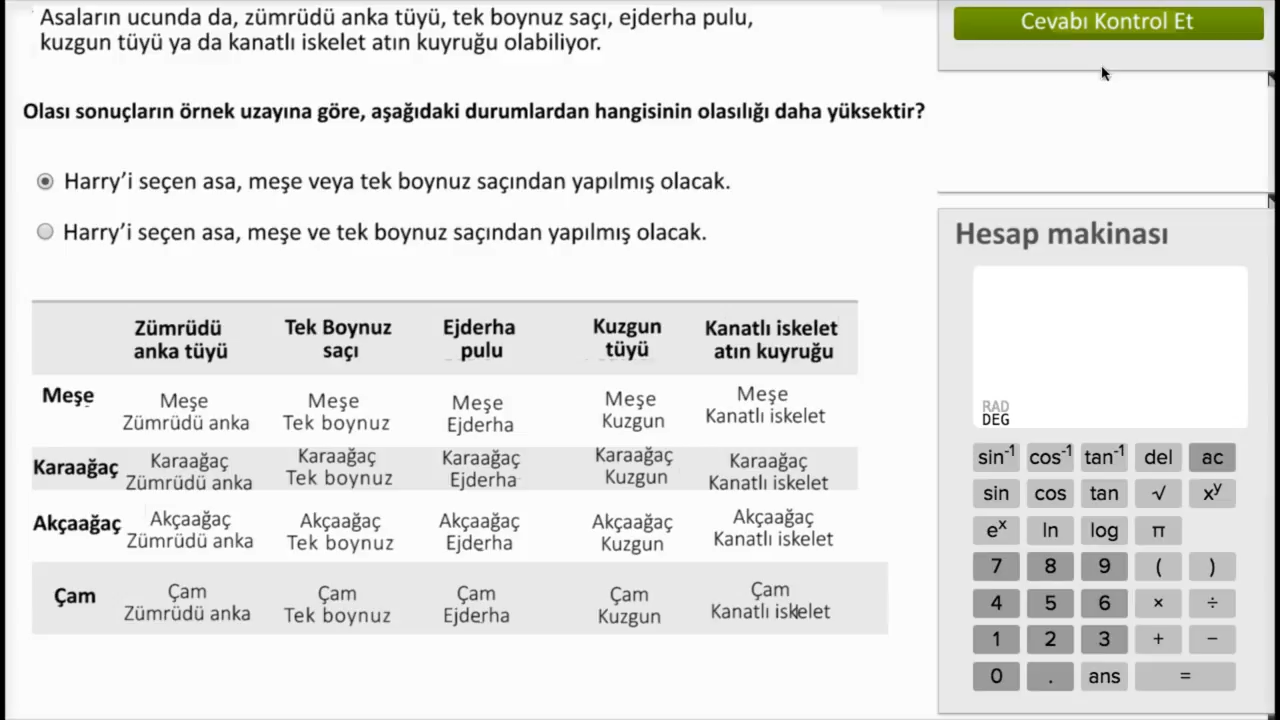 Asaların ucunda da, zümrüdü anka tüyü, tek boynuz saçı, ejderha pulu,
kuzgun tüyü ya da kanatlı iskelet atın kuyruğu olabiliyor.
Olası sonuçların örnek uzayına göre, aşağıdaki durumlardan hangisinin olasılığı daha yüksektir?
Harry'i seçen asa, meşe veya tek boynuz saçından yapılmış olacak.
Harry'i seçen asa, meşe ve tek boynuz saçından yapılmış olacak.
Zümrüdü Tek Boynuz Ejderha Kuzgun Kanatlı iskelet
anka tüyü saçı pulu tüyü atın kuyruğu
Meşe Meşe Meşe Meşe Meşe Meşe
Zümrüdü anka Tek boynuz Ejderha Kuzgun Kanatlı iskelet
Karaağaç Karaağaç Karaağaç Karaağaç Karaağaç Karaağaç
Zümrüdü anka Tek boynuz Ejderha Kuzgun Kanatlı iskelet
Akçaağaç Akçaağaç Akçaağaç Akçaağaç Akçaağaç Akçaağaç
Zümrüdü anka Tek boynuz Ejderha Kuzgun Kanatlı iskelet
Çam Çam Çam Çam Çam Çam
Zümrüdü anka Tek boynuz Ejderha Kuzgun Kanatlı iskelet
Cevabı Kontrol Et
Hesap makinası
RAD
DEG
sin⁻¹ cos⁻¹ tan⁻¹ del ac
sin cos tan √ xʸ
eˣ ln log π
7 8 9 ( )
4 5 6 × ÷
1 2 3 + −
0 . ans =